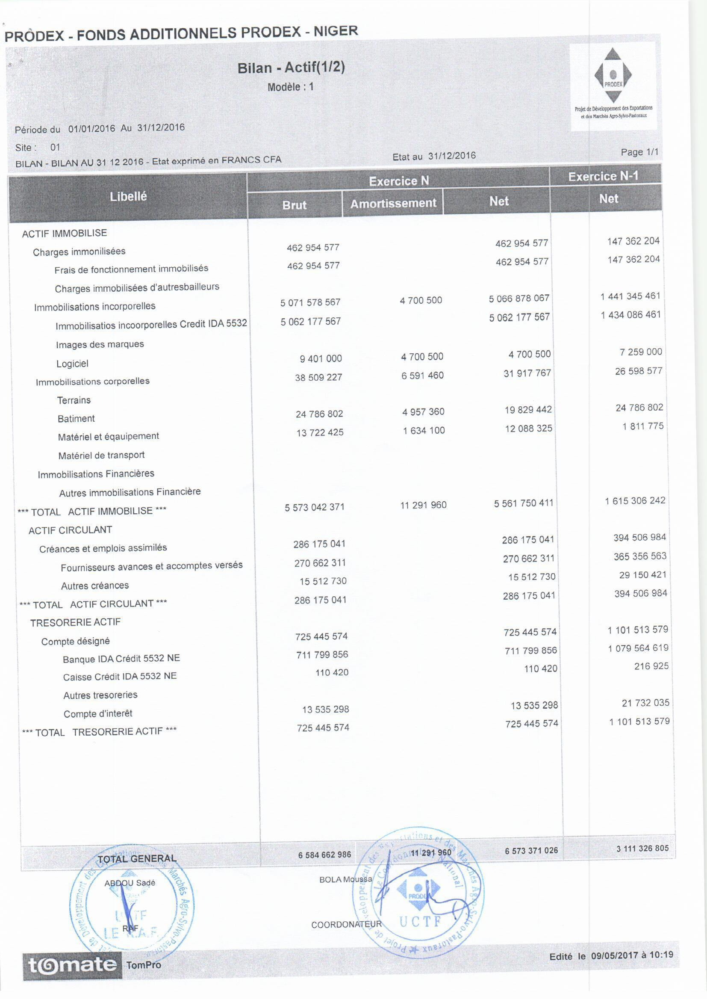 PRODEX - FONDS ADDITIONNELS PRODEX - NIGER
Bilan - Actif(1/2)
Modèle : 1
PRODEX
Projet de Développement des Exportations
et des Marchés Agro-Sylvo-Pastoraux
Période du 01/01/2016 Au 31/12/2016
Site : 01
BILAN - BILAN AU 31 12 2016 - Etat exprimé en FRANCS CFA Etat au 31/12/2016 Page 1/1
Libellé Exercice N Exercice N-1
Brut Amortissement Net Net
ACTIF IMMOBILISE
Charges immonilisées 462 954 577 462 954 577 147 362 204
Frais de fonctionnement immobilisés 462 954 577 462 954 577 147 362 204
Charges immobilisées d'autresbailleurs
Immobilisations incorporelles 5 071 578 567 4 700 500 5 066 878 067 1 441 345 461
Immobilisatios incoorporelles Credit IDA 5532 5 062 177 567 5 062 177 567 1 434 086 461
Images des marques
Logiciel 9 401 000 4 700 500 4 700 500 7 259 000
Immobilisations corporelles 38 509 227 6 591 460 31 917 767 26 598 577
Terrains
Batiment 24 786 802 4 957 360 19 829 442 24 786 802
Matériel et éqauipement 13 722 425 1 634 100 12 088 325 1 811 775
Matériel de transport
Immobilisations Financières
Autres immobilisations Financière
*** TOTAL ACTIF IMMOBILISE *** 5 573 042 371 11 291 960 5 561 750 411 1 615 306 242
ACTIF CIRCULANT
Créances et emplois assimilés 286 175 041 286 175 041 394 506 984
Fournisseurs avances et accomptes versés 270 662 311 270 662 311 365 356 563
Autres créances 15 512 730 15 512 730 29 150 421
*** TOTAL ACTIF CIRCULANT *** 286 175 041 286 175 041 394 506 984
TRESORERIE ACTIF
Compte désigné 725 445 574 725 445 574 1 101 513 579
Banque IDA Crédit 5532 NE 711 799 856 711 799 856 1 079 564 619
Caisse Crédit IDA 5532 NE 110 420 110 420 216 925
Autres tresoreries
Compte d'interêt 13 535 298 13 535 298 21 732 035
*** TOTAL TRESORERIE ACTIF *** 725 445 574 725 445 574 1 101 513 579
TOTAL GENERAL 6 584 662 986 11 291 960 6 573 371 026 3 111 326 805
ABDOU Sadé BOLA Moussa
RAF COORDONATEUR
Marchés Agro-Sylvo-Pastoraux
UCTF
LE R.A.F.
Projet de Développement des Exportations et des Marchés Agro-Sylvo-Pastoraux
Le Coordonnateur National
PRODEX
UCTF
tomate TomPro Edité le 09/05/2017 à 10:19